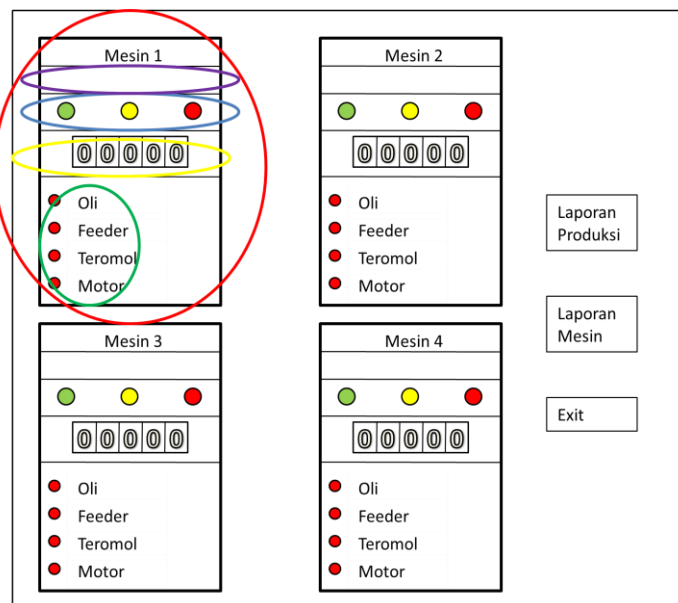 Mesin 1
00000
Oli
Feeder
Teromol
Motor
Mesin 2
00000
Oli
Feeder
Teromol
Motor
Mesin 3
00000
Oli
Feeder
Teromol
Motor
Mesin 4
00000
Oli
Feeder
Teromol
Motor
Laporan
Produksi
Laporan
Mesin
Exit